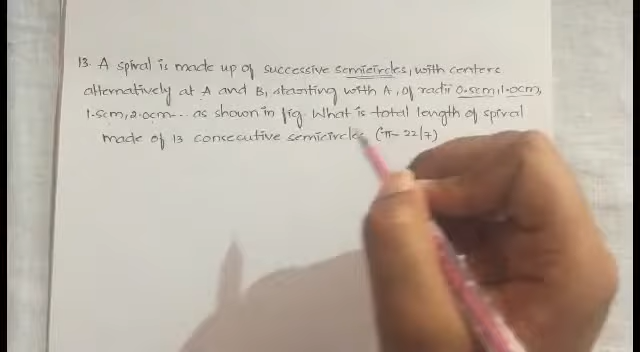 13. A spiral is made up of successive semicircles, with centers
alternatively at A and B, starting with A, of radii 0.5cm, 1.0cm,
1.5cm, 2.0cm... as shown in fig. What is total length of spiral
made of 13 consecutive semicircles (π- 22/7)